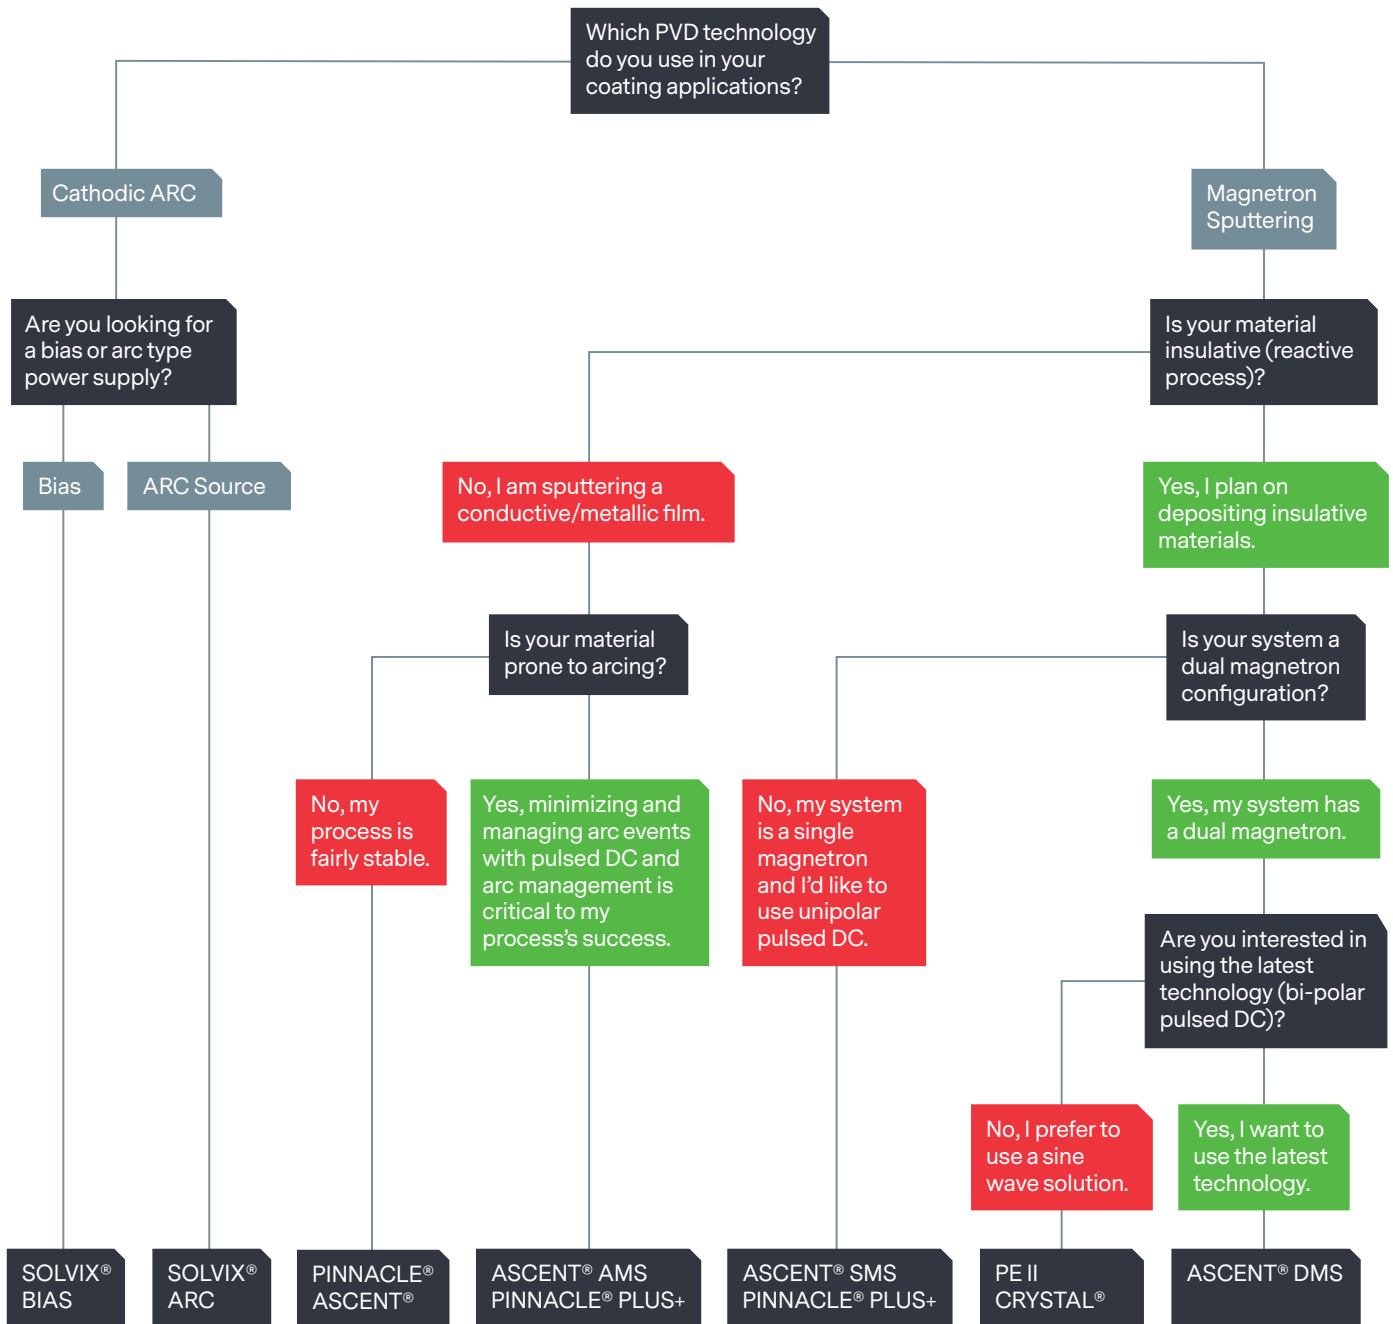 Which PVD technology
do you use in your
coating applications?
Cathodic ARC
Magnetron
Sputtering
Are you looking for
a bias or arc type
power supply?
Is your material
insulative (reactive
process)?
Bias
ARC Source
No, I am sputtering a
conductive/metallic film.
Yes, I plan on
depositing insulative
materials.
Is your material
prone to arcing?
Is your system a
dual magnetron
configuration?
No, my
process is
fairly stable.
Yes, minimizing and
managing arc events
with pulsed DC and
arc management is
critical to my
process’s success.
No, my system
is a single
magnetron
and I’d like to
use unipolar
pulsed DC.
Yes, my system has
a dual magnetron.
Are you interested in
using the latest
technology (bi-polar
pulsed DC)?
No, I prefer to
use a sine
wave solution.
Yes, I want to
use the latest
technology.
SOLVIX®
BIAS
SOLVIX®
ARC
PINNACLE®
ASCENT®
ASCENT® AMS
PINNACLE® PLUS+
ASCENT® SMS
PINNACLE® PLUS+
PE II
CRYSTAL®
ASCENT® DMS